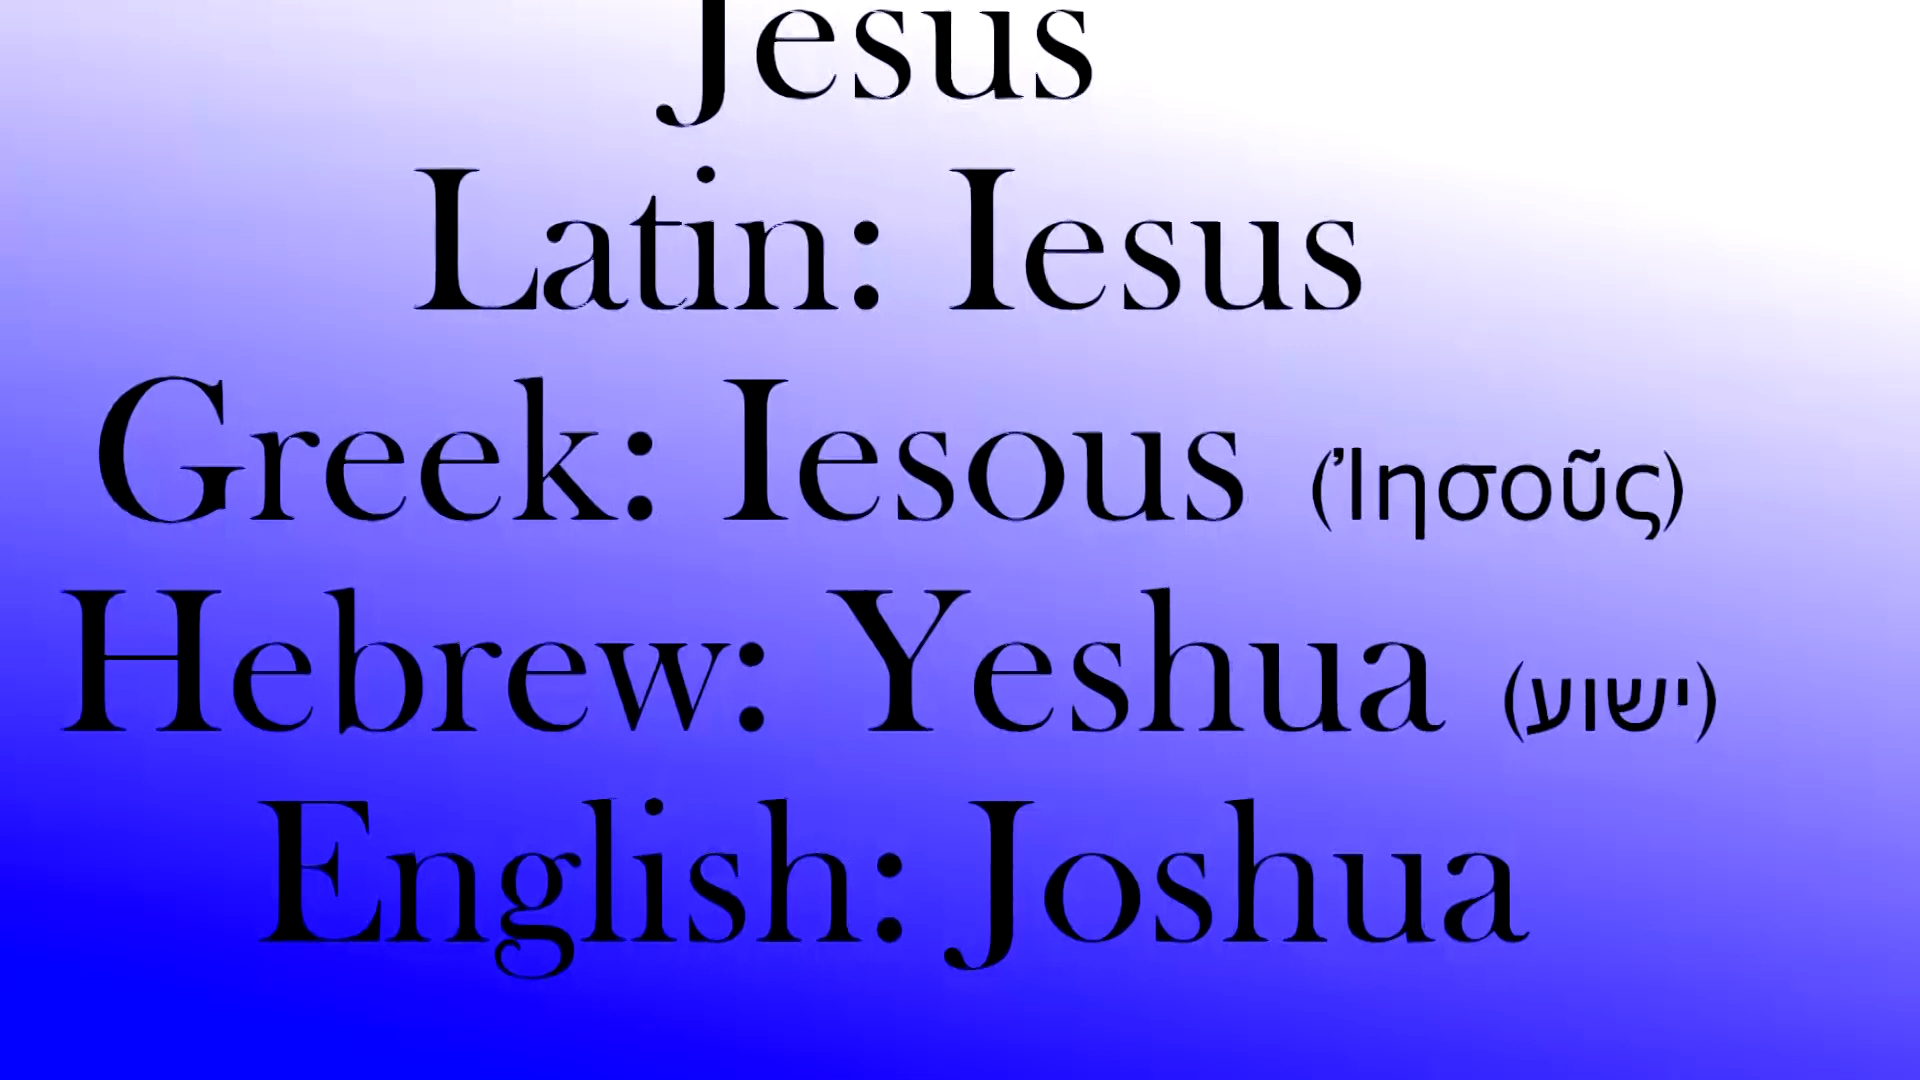 Jesus
Latin: Iesus
Greek: Iesous (Ἰησοῦς)
Hebrew: Yeshua (ישוע)
English: Joshua